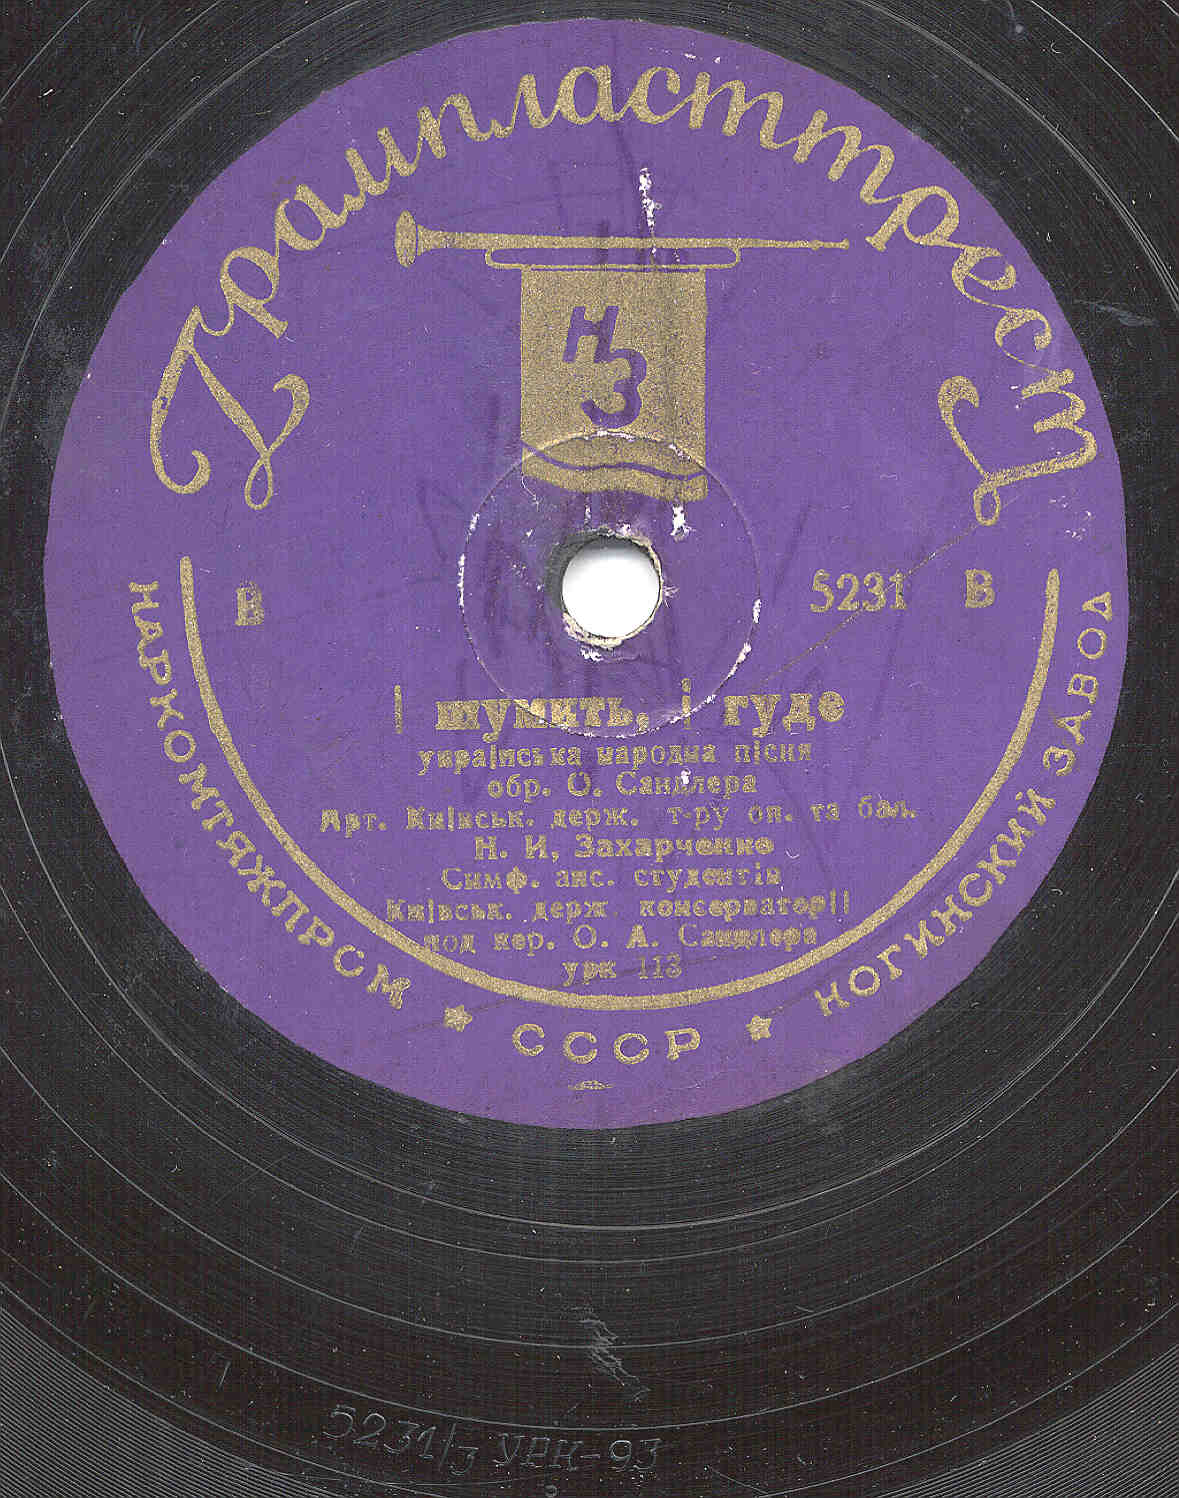 Грампласттрест
НЗ
В 5231 В
І шумить, і гуде
українська народна пісня
обр. О. Сандлера
Арт. Київськ. держ. т-ру оп. та бал.
Н. И. Захарченко
Симф. анс. студентів
Київськ. держ. консерваторії
под кер. О. А. Сандлера
урк 113
НАРКОМТЯЖПРОМ ★ СССР ★ НОГИНСКИЙ ЗАВОД
5231/3 УРК-93